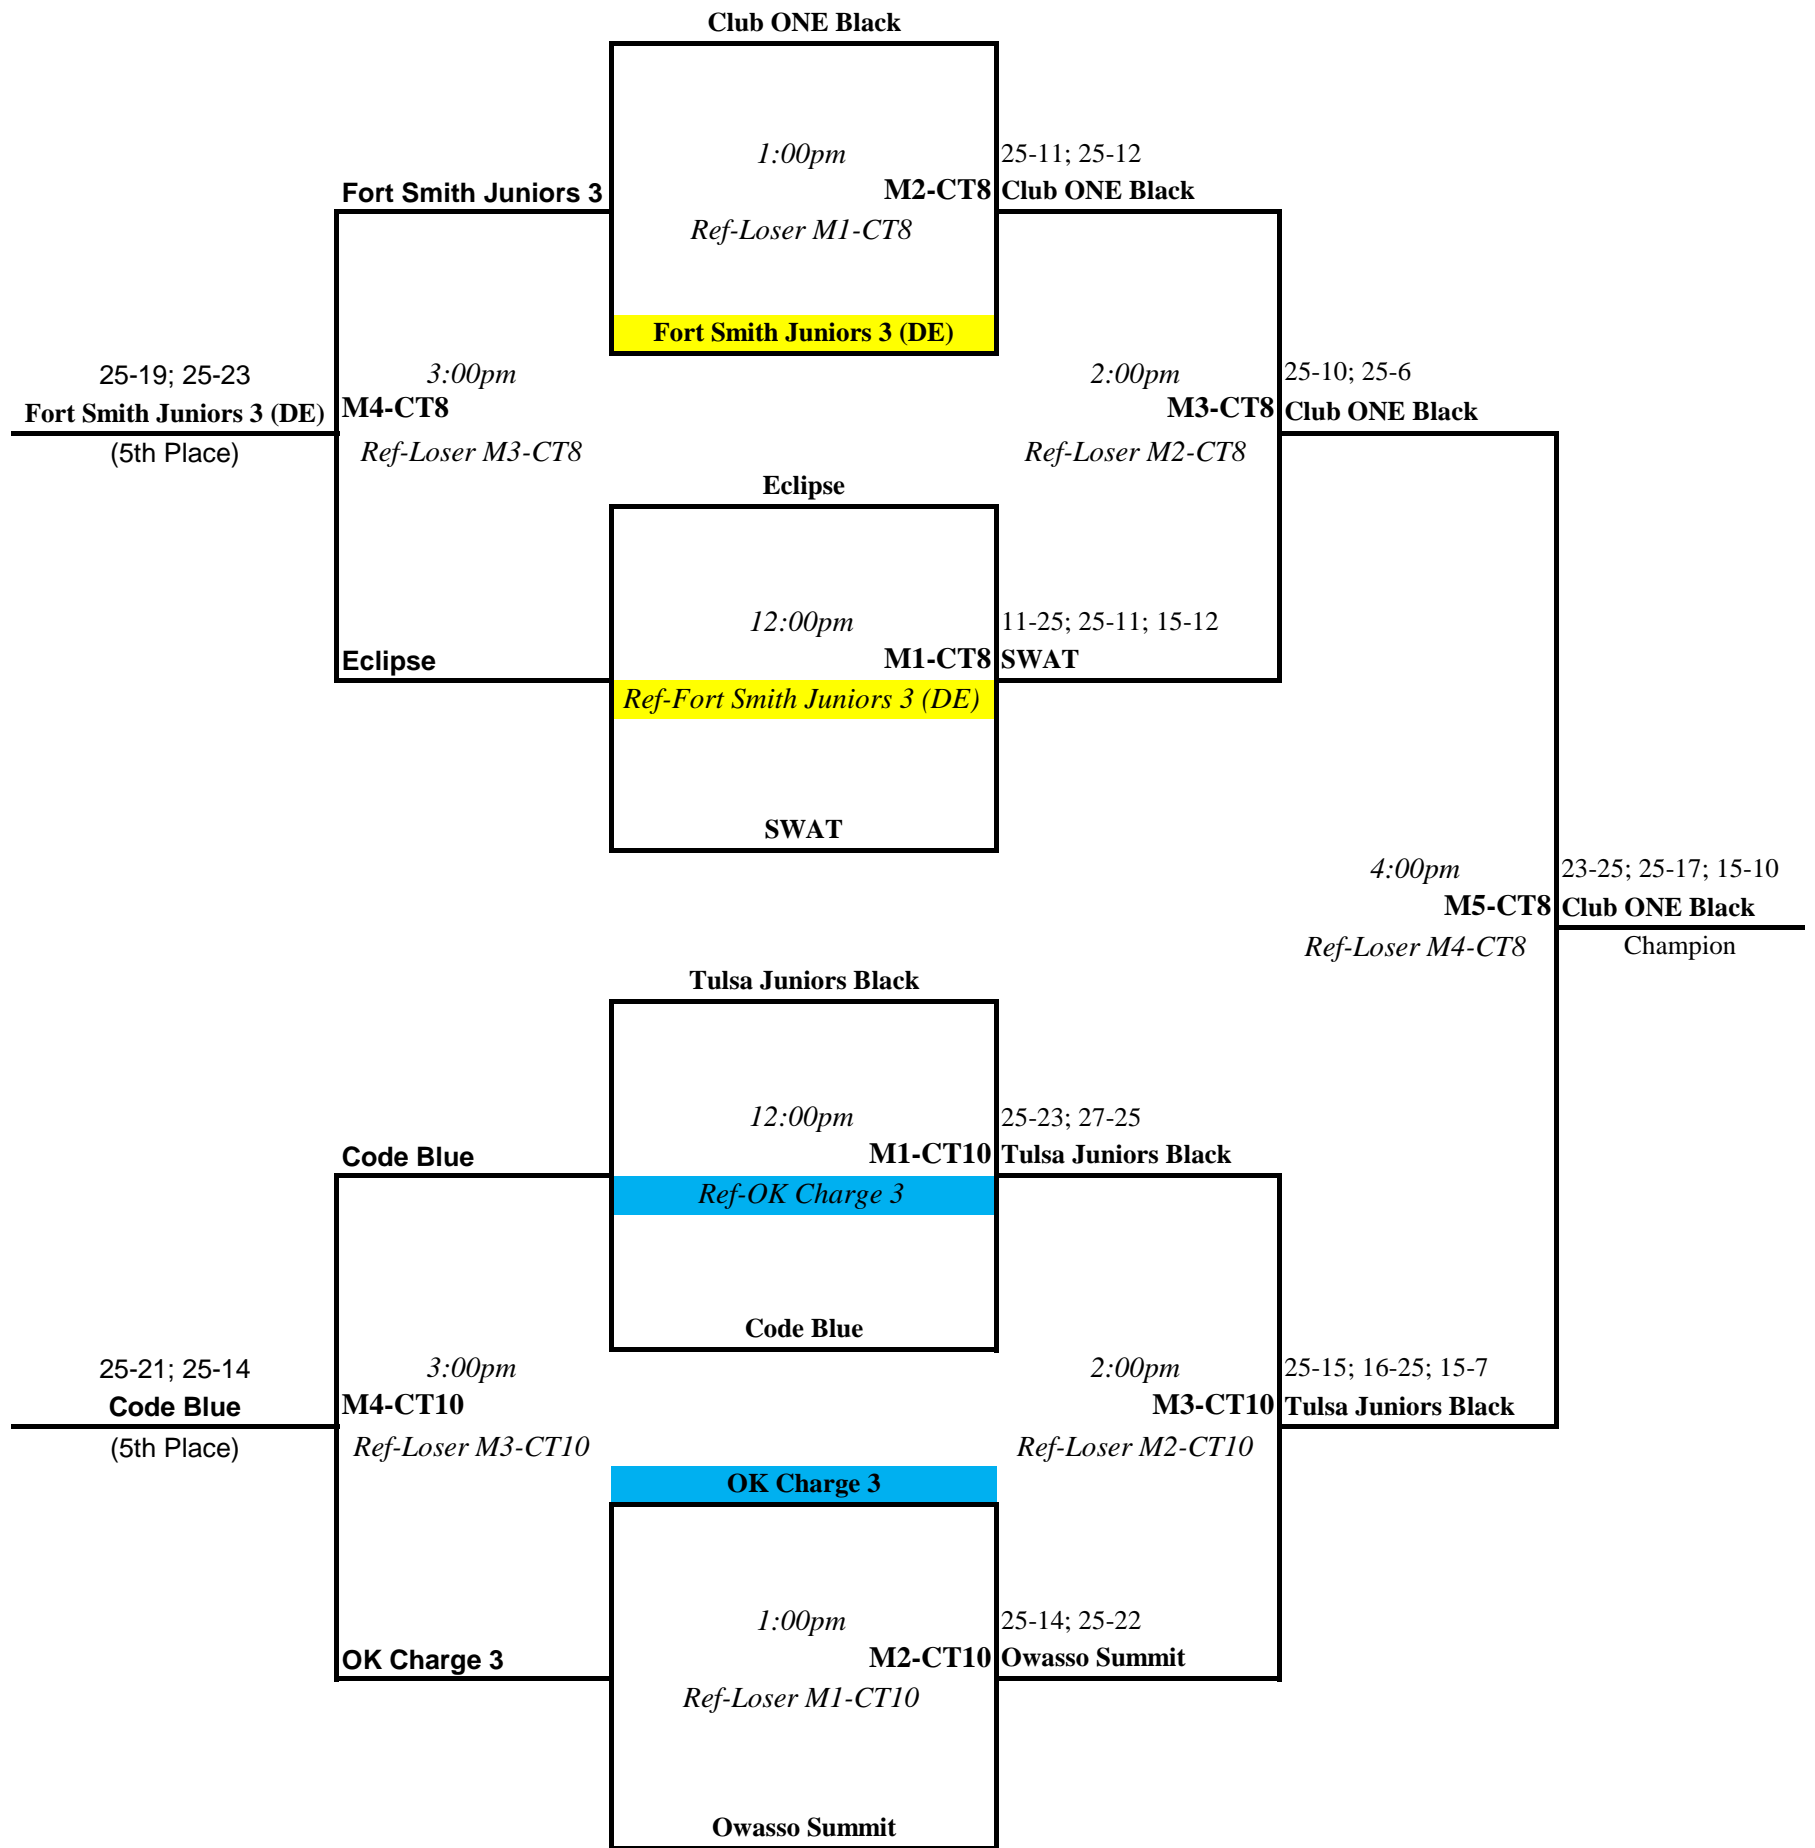 Club ONE Black
1:00pm
25-11; 25-12
Fort Smith Juniors 3
M2-CT8
Club ONE Black
Ref-Loser M1-CT8
Fort Smith Juniors 3 (DE)
25-19; 25-23
3:00pm
2:00pm
25-10; 25-6
Fort Smith Juniors 3 (DE)
M4-CT8
M3-CT8
Club ONE Black
(5th Place)
Ref-Loser M3-CT8
Ref-Loser M2-CT8
Eclipse
12:00pm
11-25; 25-11; 15-12
Eclipse
M1-CT8
SWAT
Ref-Fort Smith Juniors 3 (DE)
SWAT
4:00pm
23-25; 25-17; 15-10
M5-CT8
Club ONE Black
Ref-Loser M4-CT8
Champion
Tulsa Juniors Black
12:00pm
25-23; 27-25
Code Blue
M1-CT10
Tulsa Juniors Black
Ref-OK Charge 3
Code Blue
25-21; 25-14
3:00pm
2:00pm
25-15; 16-25; 15-7
Code Blue
M4-CT10
M3-CT10
Tulsa Juniors Black
(5th Place)
Ref-Loser M3-CT10
Ref-Loser M2-CT10
OK Charge 3
1:00pm
25-14; 25-22
OK Charge 3
M2-CT10
Owasso Summit
Ref-Loser M1-CT10
Owasso Summit